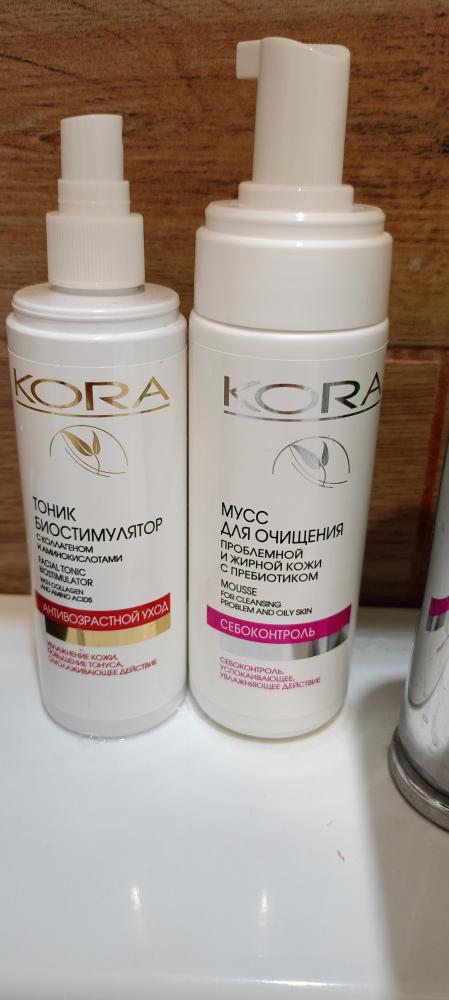 KORA
ТОНИК
БИОСТИМУЛЯТОР
С КОЛЛАГЕНОМ
И АМИНОКИСЛОТАМИ
FACIAL TONIC
BIOSTIMULATOR
WITH COLLAGEN
AND AMINO ACIDS
АНТИВОЗРАСТНОЙ УХОД
УВЛАЖНЕНИЕ КОЖИ,
ПОВЫШЕНИЕ ТОНУСА,
ОМОЛАЖИВАЮЩЕЕ ДЕЙСТВИЕ
KORA
МУСС
ДЛЯ ОЧИЩЕНИЯ
ПРОБЛЕМНОЙ
И ЖИРНОЙ КОЖИ
С ПРЕБИОТИКОМ
MOUSSE
FOR CLEANSING
PROBLEM AND OILY SKIN
СЕБОКОНТРОЛЬ
СЕБОКОНТРОЛЬ,
УСПОКАИВАЮЩЕЕ,
УВЛАЖНЯЮЩЕЕ ДЕЙСТВИЕ